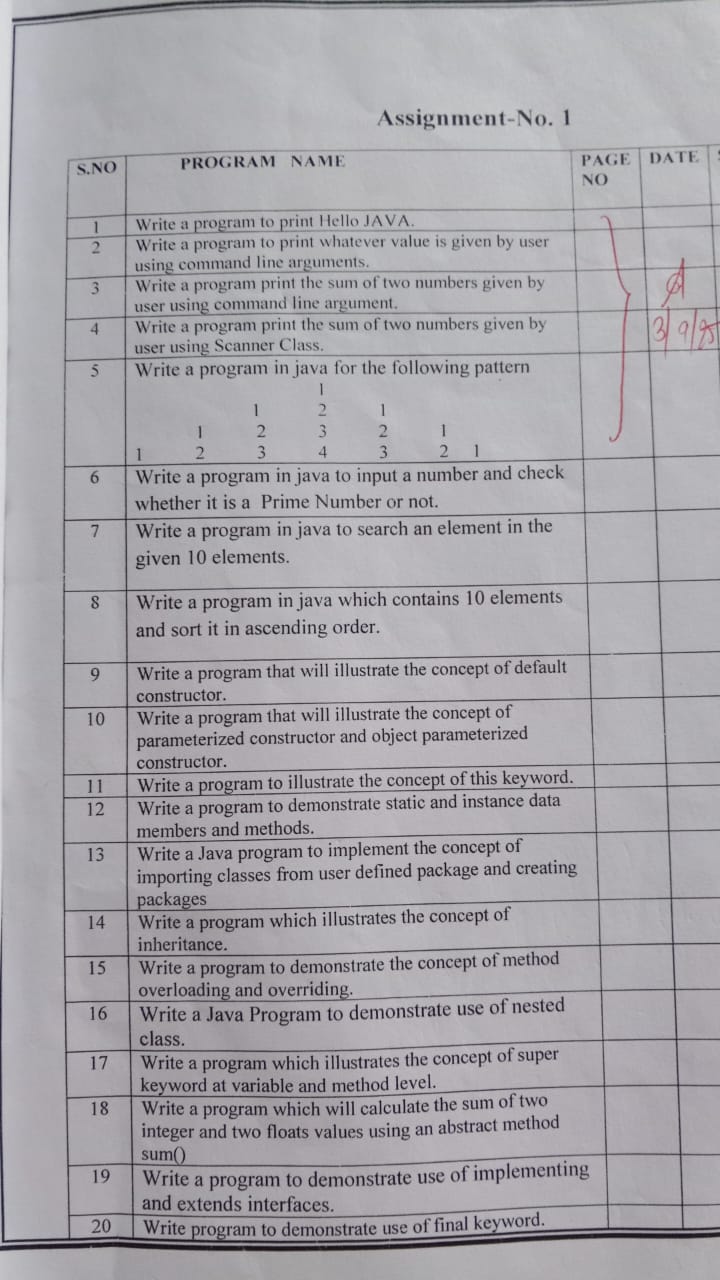 Assignment-No. 1
S.NO PROGRAM NAME PAGE NO DATE
1 Write a program to print Hello JAVA.
2 Write a program to print whatever value is given by user
using command line arguments.
3 Write a program print the sum of two numbers given by
user using command line argument.
4 Write a program print the sum of two numbers given by
user using Scanner Class.
3/9/25
5 Write a program in java for the following pattern
1
1 2 1
1 2 3 2 1
1 2 3 4 3 2 1
6 Write a program in java to input a number and check
whether it is a Prime Number or not.
7 Write a program in java to search an element in the
given 10 elements.
8 Write a program in java which contains 10 elements
and sort it in ascending order.
9 Write a program that will illustrate the concept of default
constructor.
10 Write a program that will illustrate the concept of
parameterized constructor and object parameterized
constructor.
11 Write a program to illustrate the concept of this keyword.
12 Write a program to demonstrate static and instance data
members and methods.
13 Write a Java program to implement the concept of
importing classes from user defined package and creating
packages
14 Write a program which illustrates the concept of
inheritance.
15 Write a program to demonstrate the concept of method
overloading and overriding.
16 Write a Java Program to demonstrate use of nested
class.
17 Write a program which illustrates the concept of super
keyword at variable and method level.
18 Write a program which will calculate the sum of two
integer and two floats values using an abstract method
sum()
19 Write a program to demonstrate use of implementing
and extends interfaces.
20 Write program to demonstrate use of final keyword.